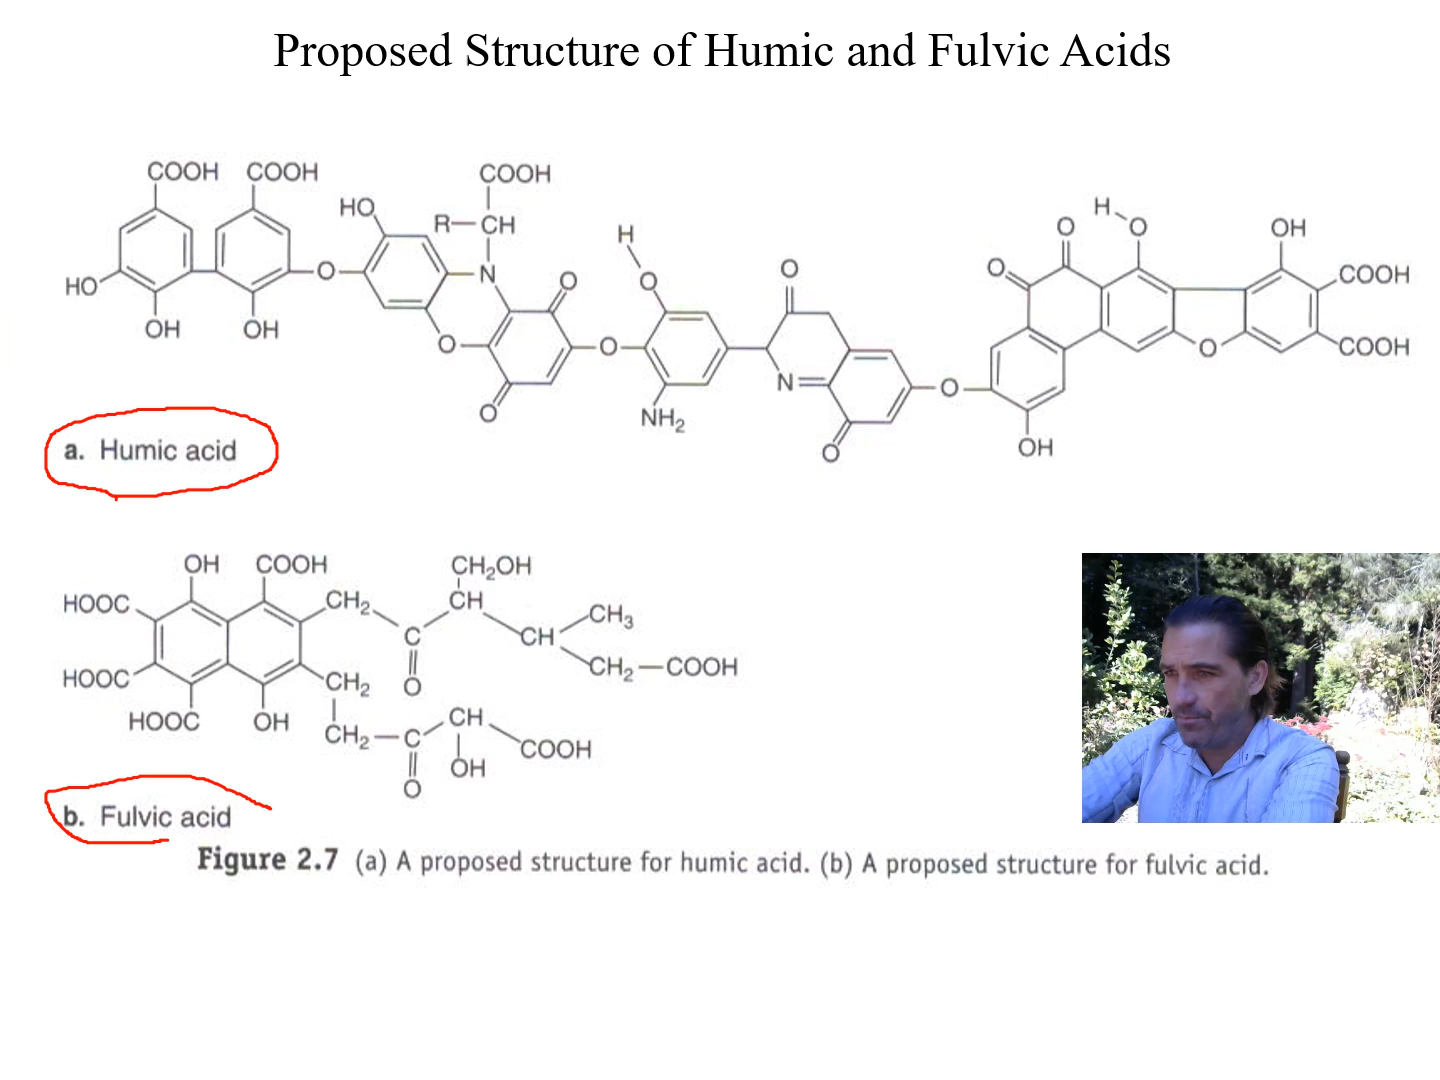 Proposed Structure of Humic and Fulvic Acids
COOH COOH COOH
HO R—CH H H O O OH
HO O N O O O O COOH
OH OH O O N O O COOH
O NH₂ O OH
a. Humic acid
OH COOH CH₂OH
HOOC CH₂ CH CH₃
C CH
HOOC CH₂ O CH₂—COOH
HOOC OH CH₂—C CH COOH
O OH
b. Fulvic acid
Figure 2.7 (a) A proposed structure for humic acid. (b) A proposed structure for fulvic acid.